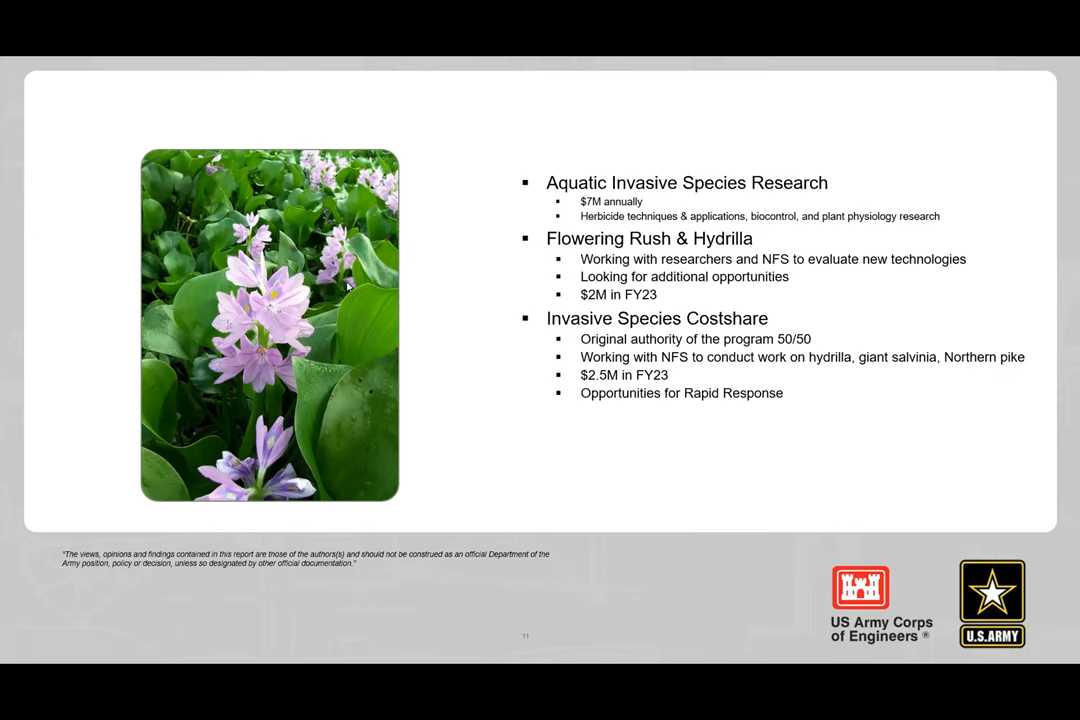 ▪ Aquatic Invasive Species Research
▪ $7M annually
▪ Herbicide techniques & applications, biocontrol, and plant physiology research
▪ Flowering Rush & Hydrilla
▪ Working with researchers and NFS to evaluate new technologies
▪ Looking for additional opportunities
▪ $2M in FY23
▪ Invasive Species Costshare
▪ Original authority of the program 50/50
▪ Working with NFS to conduct work on hydrilla, giant salvinia, Northern pike
▪ $2.5M in FY23
▪ Opportunities for Rapid Response
"The views, opinions and findings contained in this report are those of the authors(s) and should not be construed as an official Department of the
Army position, policy or decision, unless so designated by other official documentation."
11
US Army Corps
of Engineers ®
U.S.ARMY